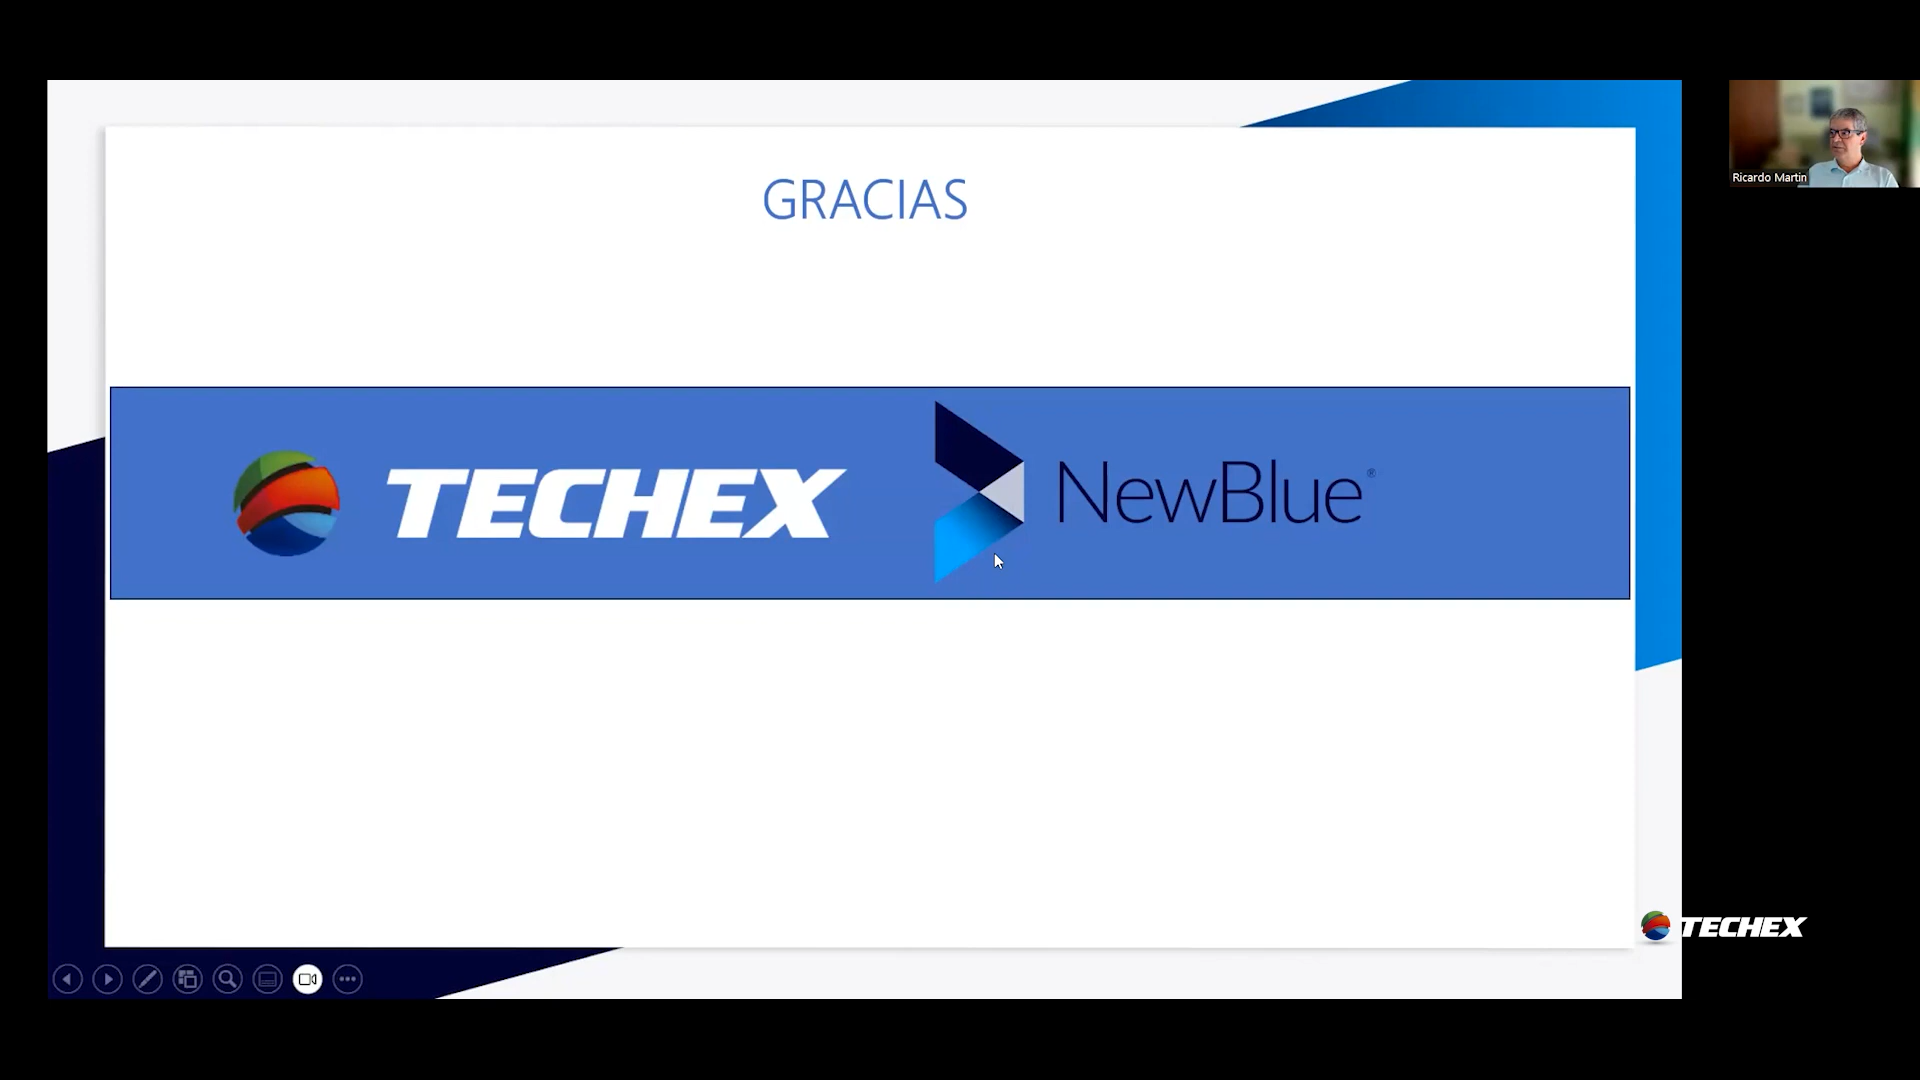 GRACIAS
TECHEX
NewBlue®
Ricardo Martin
TECHEX